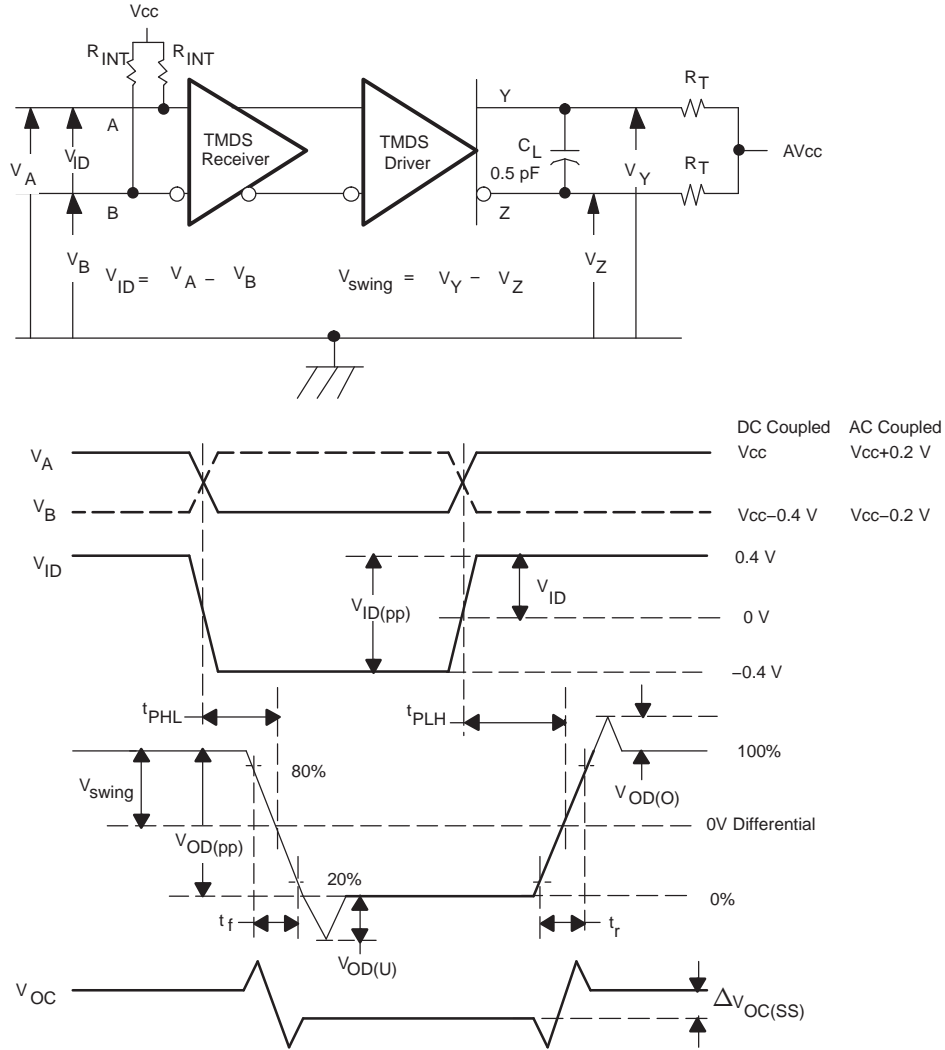 Vcc
RINT RINT
A
B
VA
VID
VB
TMDS
Receiver
TMDS
Driver
Y
Z
CL
0.5 pF
VY
VZ
RT
RT
AVcc
VID = VA − VB
Vswing = VY − VZ
DC Coupled AC Coupled
VA
Vcc Vcc+0.2 V
VB
Vcc−0.4 V Vcc−0.2 V
VID
0.4 V
VID(pp)
VID
0 V
−0.4 V
tPHL
tPLH
100%
80%
Vswing
VOD(O)
0V Differential
VOD(pp)
20%
0%
tf
tr
VOD(U)
VOC
ΔVOC(SS)